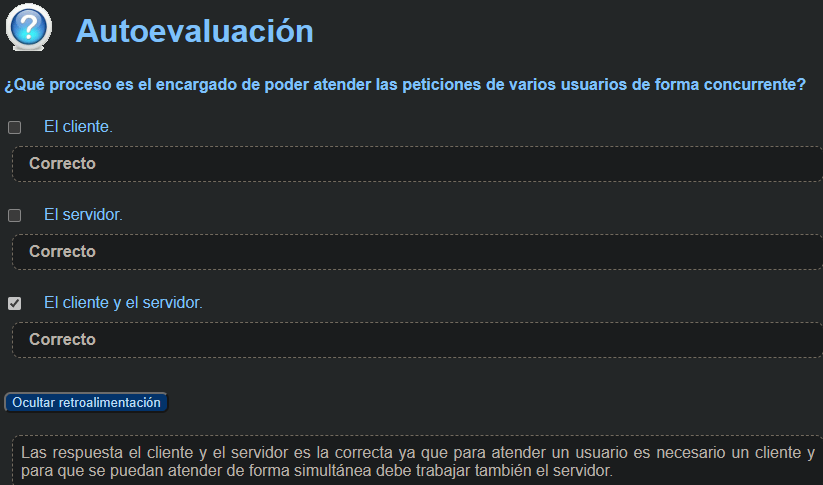 Autoevaluación
¿Qué proceso es el encargado de poder atender las peticiones de varios usuarios de forma concurrente?
El cliente.
Correcto
El servidor.
Correcto
El cliente y el servidor.
Correcto
Ocultar retroalimentación
Las respuesta el cliente y el servidor es la correcta ya que para atender un usuario es necesario un cliente y
para que se puedan atender de forma simultánea debe trabajar también el servidor.